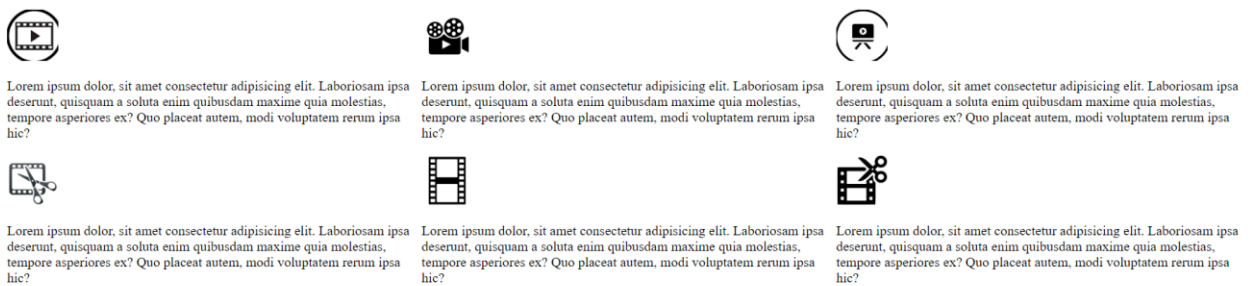 Lorem ipsum dolor, sit amet consectetur adipisicing elit. Laboriosam ipsa
deserunt, quisquam a soluta enim quibusdam maxime quia molestias,
tempore asperiores ex? Quo placeat autem, modi voluptatem rerum ipsa
hic?
Lorem ipsum dolor, sit amet consectetur adipisicing elit. Laboriosam ipsa
deserunt, quisquam a soluta enim quibusdam maxime quia molestias,
tempore asperiores ex? Quo placeat autem, modi voluptatem rerum ipsa
hic?
Lorem ipsum dolor, sit amet consectetur adipisicing elit. Laboriosam ipsa
deserunt, quisquam a soluta enim quibusdam maxime quia molestias,
tempore asperiores ex? Quo placeat autem, modi voluptatem rerum ipsa
hic?
Lorem ipsum dolor, sit amet consectetur adipisicing elit. Laboriosam ipsa
deserunt, quisquam a soluta enim quibusdam maxime quia molestias,
tempore asperiores ex? Quo placeat autem, modi voluptatem rerum ipsa
hic?
Lorem ipsum dolor, sit amet consectetur adipisicing elit. Laboriosam ipsa
deserunt, quisquam a soluta enim quibusdam maxime quia molestias,
tempore asperiores ex? Quo placeat autem, modi voluptatem rerum ipsa
hic?
Lorem ipsum dolor, sit amet consectetur adipisicing elit. Laboriosam ipsa
deserunt, quisquam a soluta enim quibusdam maxime quia molestias,
tempore asperiores ex? Quo placeat autem, modi voluptatem rerum ipsa
hic?